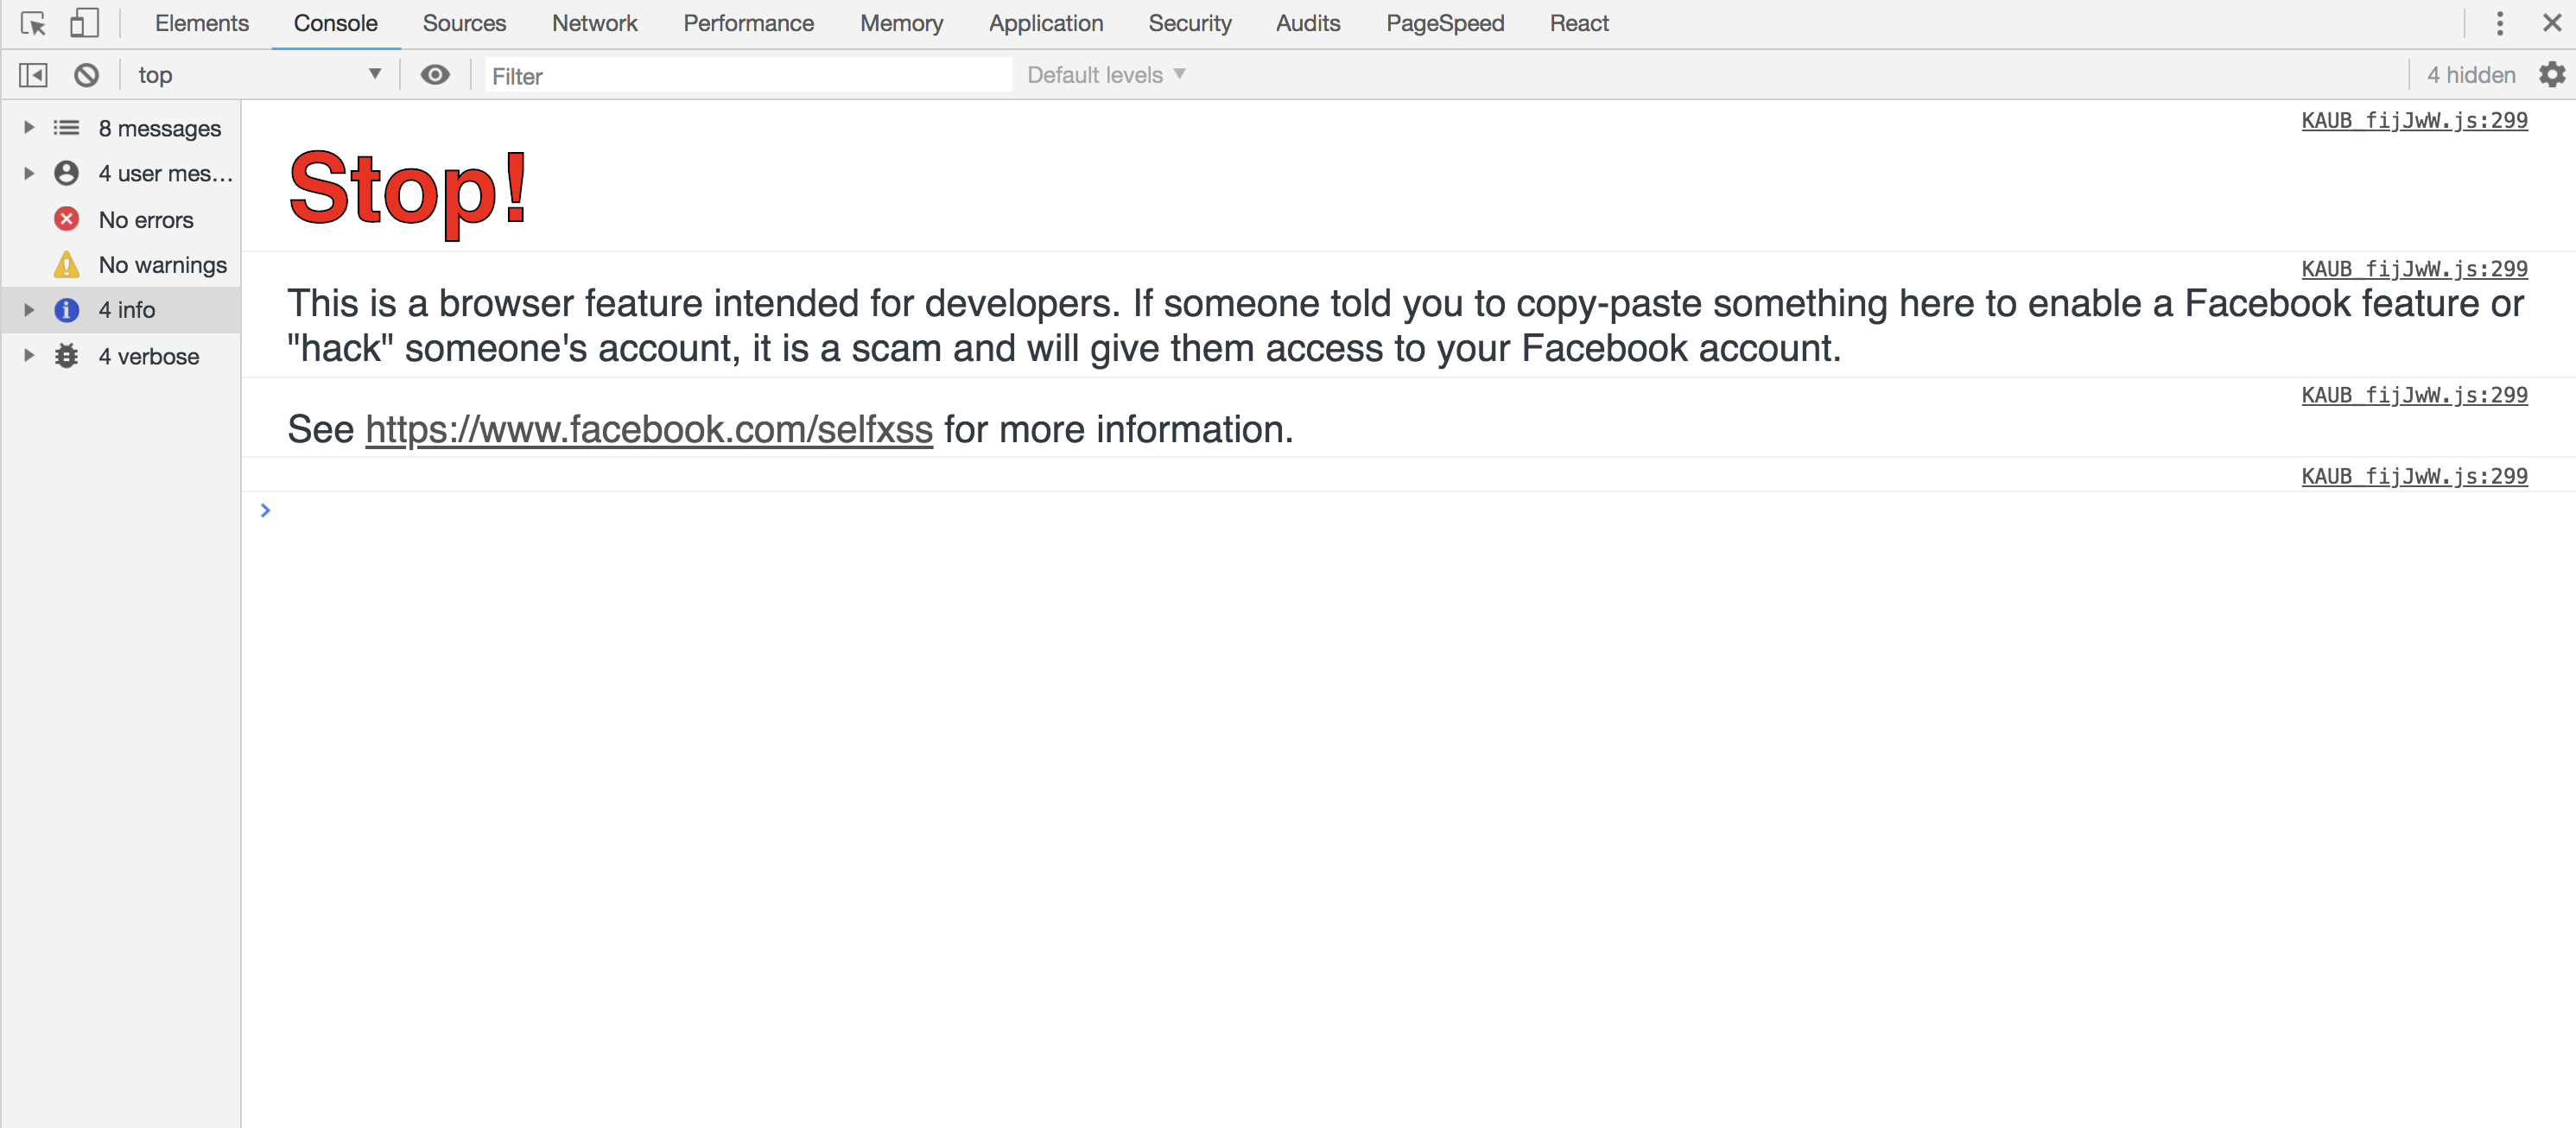 Elements Console Sources Network Performance Memory Application Security Audits PageSpeed React
top Filter Default levels 4 hidden
8 messages
4 user mes…
No errors
No warnings
4 info
4 verbose
KAUB_fijJwW.js:299
Stop!
KAUB_fijJwW.js:299
This is a browser feature intended for developers. If someone told you to copy-paste something here to enable a Facebook feature or
"hack" someone's account, it is a scam and will give them access to your Facebook account.
KAUB_fijJwW.js:299
See https://www.facebook.com/selfxss for more information.
KAUB_fijJwW.js:299